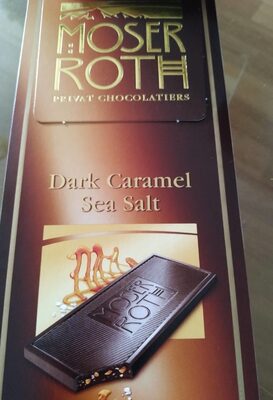 MOSER
ROTH
PRIVAT CHOCOLATIERS
Dark Caramel
Sea Salt
MOSER
ROTH